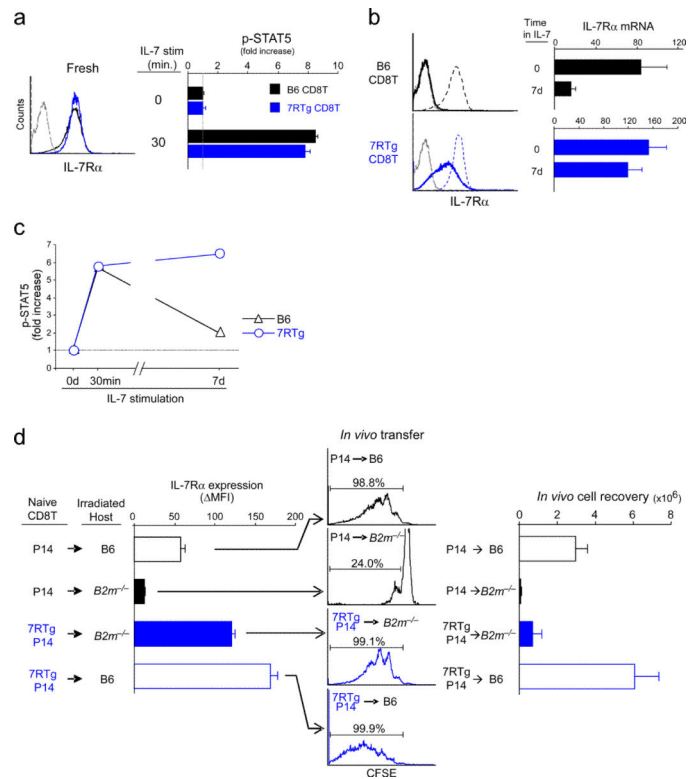 a
Fresh
Counts
IL-7Rα
IL-7 stim
(min.)
p-STAT5
(fold increase)
0 2 4 6 8 10
0
30
B6 CD8T
7RTg CD8T
b
B6
CD8T
7RTg
CD8T
IL-7Rα
Time
in IL-7
IL-7Rα mRNA
0 40 80 120
0
7d
0 40 80 120 160 200
0
7d
c
p-STAT5
(fold increase)
7
6
5
4
3
2
1
0
0d 30min 7d
IL-7 stimulation
B6
7RTg
d
Naive
CD8T
Irradiated
Host
IL-7Rα expression
(ΔMFI)
0 50 100 150 200
P14 B6
P14 B2m–/–
7RTg
P14
B2m–/–
7RTg
P14
B6
In vivo transfer
P14 → B6
98.8%
P14 → B2m–/–
24.0%
7RTg
P14 → B2m–/–
99.1%
7RTg
P14 → B6
99.9%
CFSE
In vivo cell recovery (x10⁶)
0 2 4 6 8
P14 → B6
P14 → B2m–/–
7RTg
P14 → B2m–/–
7RTg
P14 → B6